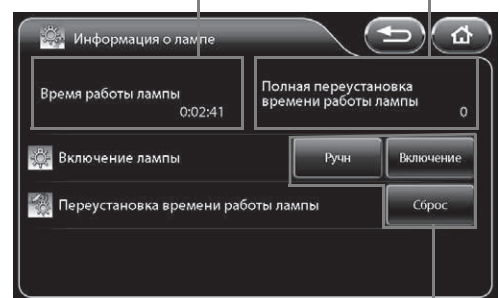 Информация о лампе
Время работы лампы
0:02:41
Полная переустановка
времени работы лампы
0
Включение лампы
Ручн
Включение
Переустановка времени работы лампы
Сброс